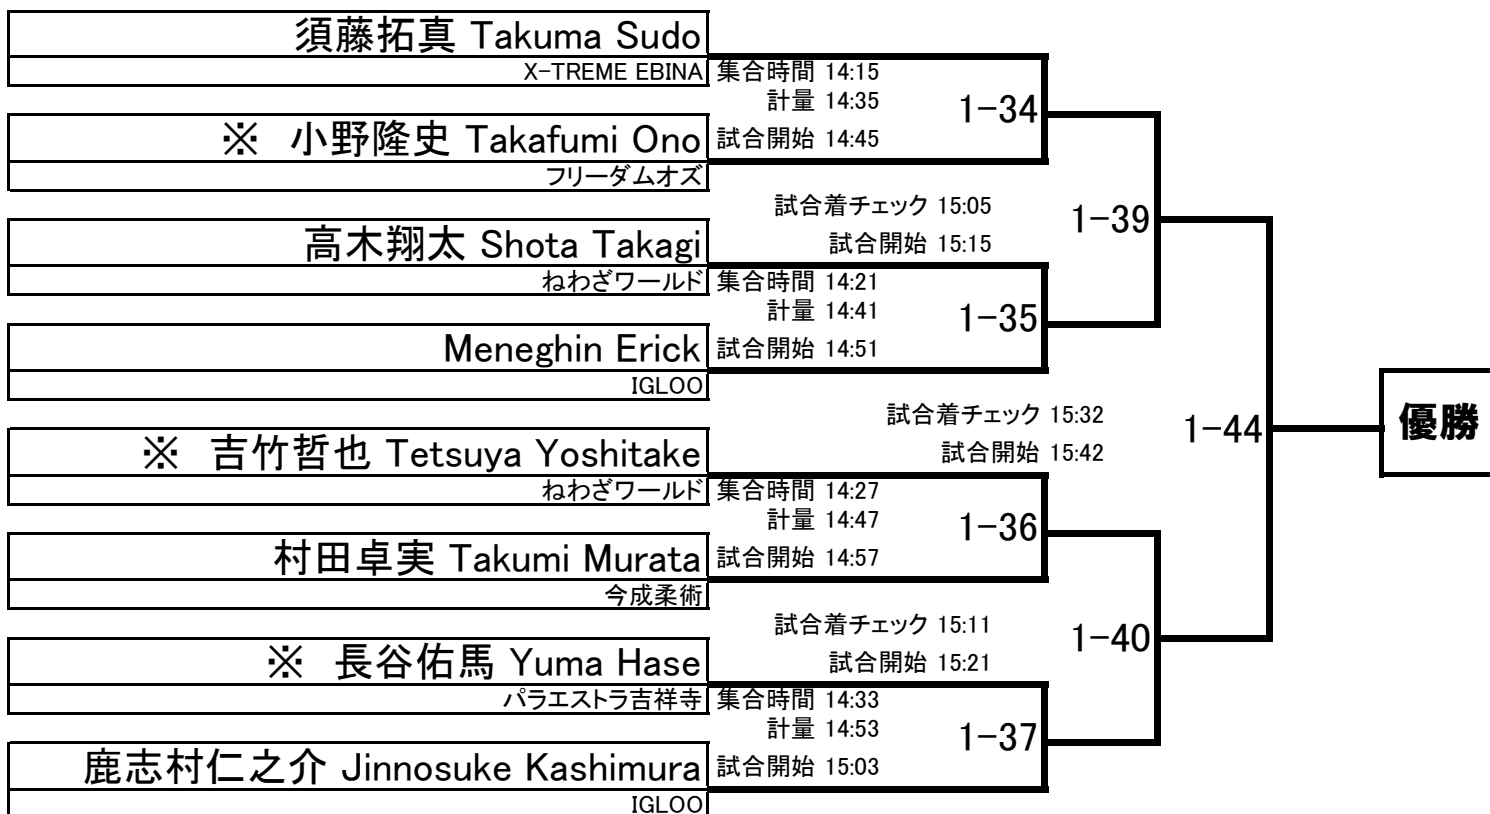 須藤拓真 Takuma Sudo
X-TREME EBINA
集合時間 14:15
計量 14:35
1-34
※ 小野隆史 Takafumi Ono
試合開始 14:45
フリーダムオズ
試合着チェック 15:05
1-39
試合開始 15:15
高木翔太 Shota Takagi
ねわざワールド
集合時間 14:21
計量 14:41
1-35
Meneghin Erick
試合開始 14:51
IGLOO
試合着チェック 15:32
1-44
試合開始 15:42
優勝
※ 吉竹哲也 Tetsuya Yoshitake
ねわざワールド
集合時間 14:27
計量 14:47
1-36
村田卓実 Takumi Murata
試合開始 14:57
今成柔術
試合着チェック 15:11
1-40
試合開始 15:21
※ 長谷佑馬 Yuma Hase
パラエストラ吉祥寺
集合時間 14:33
計量 14:53
1-37
鹿志村仁之介 Jinnosuke Kashimura
試合開始 15:03
IGLOO